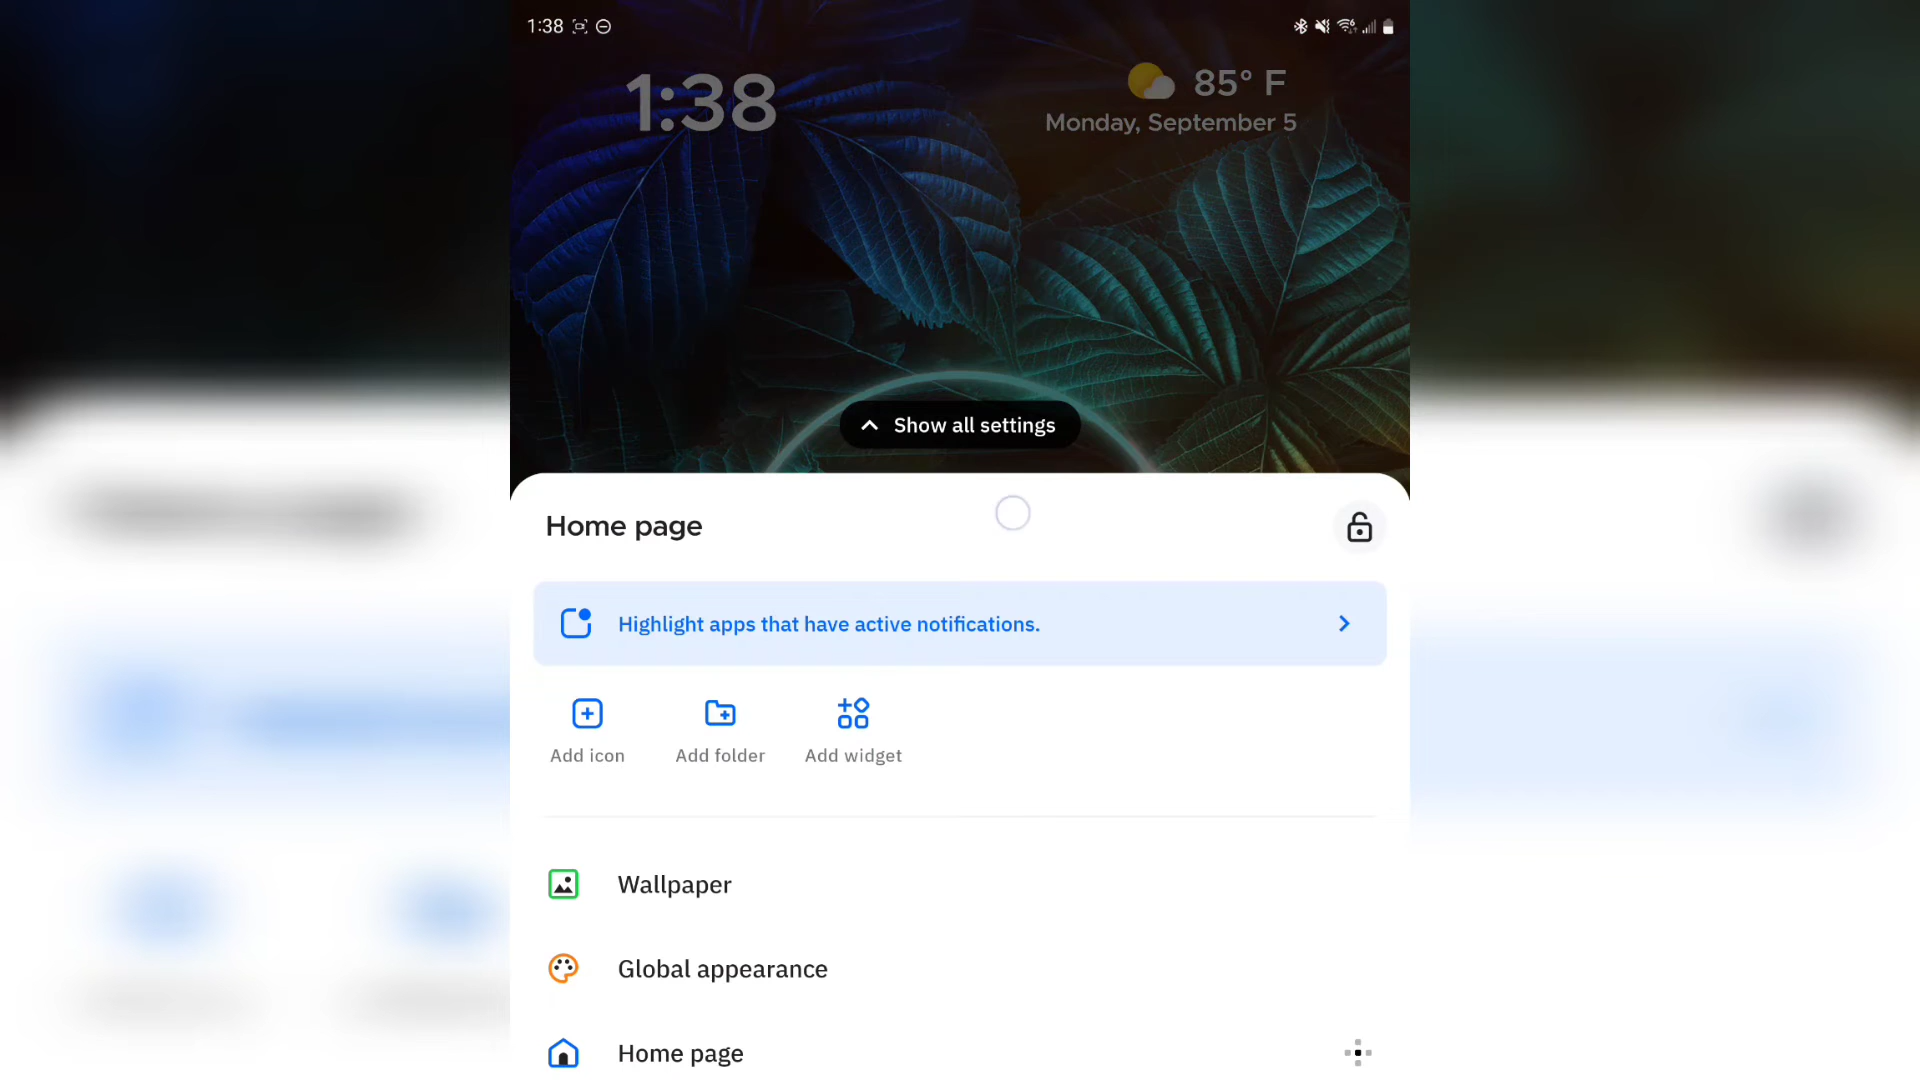 1:38
1:38
85° F
Monday, September 5
Show all settings
Home page
Highlight apps that have active notifications.
Add icon
Add folder
Add widget
Wallpaper
Global appearance
Home page